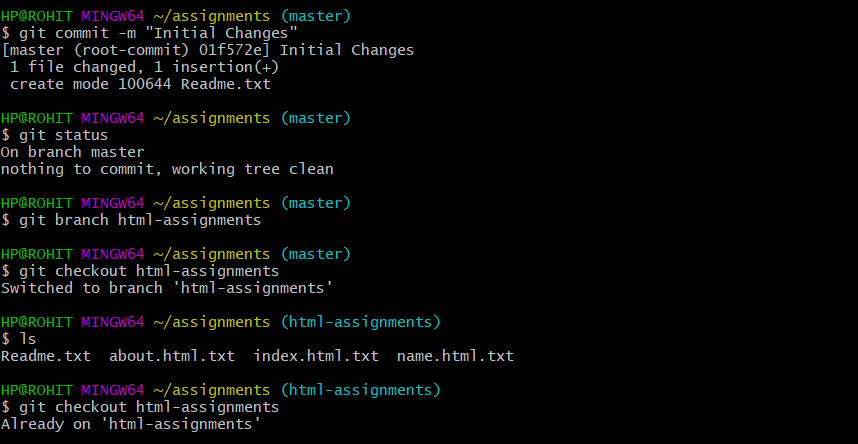 HP@ROHIT MINGW64 ~/assignments (master)
$ git commit -m "Initial Changes"
[master (root-commit) 01f572e] Initial Changes
 1 file changed, 1 insertion(+)
 create mode 100644 Readme.txt

HP@ROHIT MINGW64 ~/assignments (master)
$ git status
On branch master
nothing to commit, working tree clean

HP@ROHIT MINGW64 ~/assignments (master)
$ git branch html-assignments

HP@ROHIT MINGW64 ~/assignments (master)
$ git checkout html-assignments
Switched to branch 'html-assignments'

HP@ROHIT MINGW64 ~/assignments (html-assignments)
$ ls
Readme.txt  about.html.txt  index.html.txt  name.html.txt

HP@ROHIT MINGW64 ~/assignments (html-assignments)
$ git checkout html-assignments
Already on 'html-assignments'